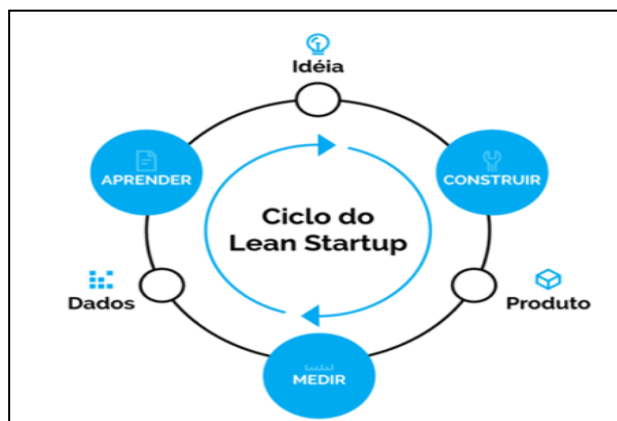 Idéia
APRENDER
CONSTRUIR
Ciclo do
Lean Startup
Dados
Produto
MEDIR